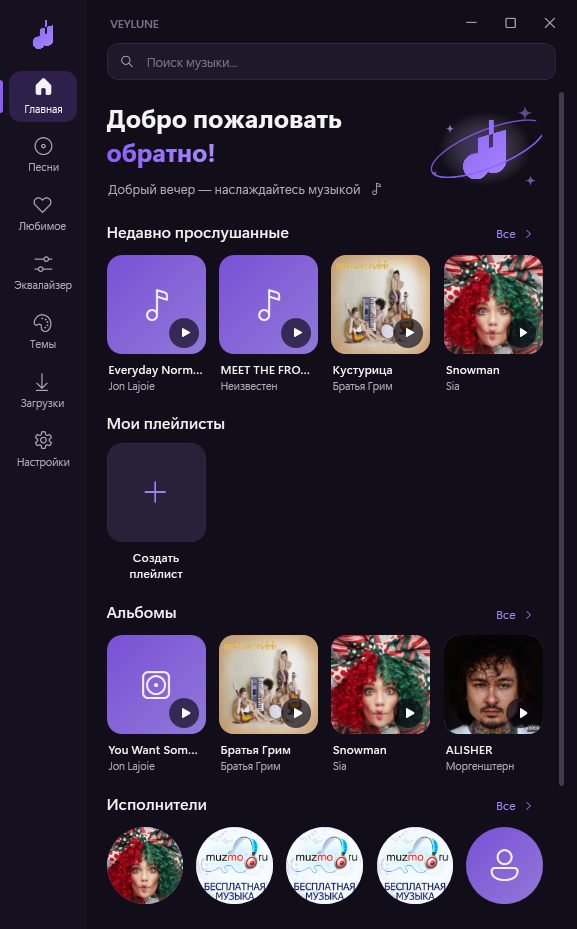 VEYLUNE
Поиск музыки...
Главная
Песни
Любимое
Эквалайзер
Темы
Загрузки
Настройки
Добро пожаловать
обратно!
Добрый вечер — наслаждайтесь музыкой
Недавно прослушанные
Все
Everyday Norm...
Jon Lajoie
MEET THE FRO...
Неизвестен
Кустурица
Братья Грим
Snowman
Sia
Мои плейлисты
Создать
плейлист
Альбомы
Все
You Want Som...
Jon Lajoie
Братья Грим
Братья Грим
Snowman
Sia
ALISHER
Моргенштерн
Исполнители
Все
muzmo.ru
БЕСПЛАТНАЯ
МУЗЫКА
muzmo.ru
БЕСПЛАТНАЯ
МУЗЫКА
muzmo.ru
БЕСПЛАТНАЯ
МУЗЫКА